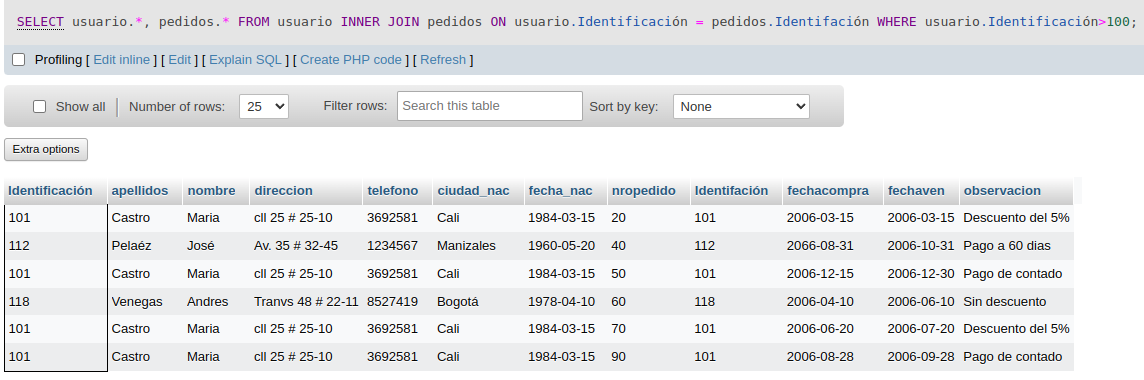 SELECT usuario.*, pedidos.* FROM usuario INNER JOIN pedidos ON usuario.Identificación = pedidos.Identifación WHERE usuario.Identificación>100;
Profiling [ Edit inline ] [ Edit ] [ Explain SQL ] [ Create PHP code ] [ Refresh ]
Show all Number of rows: 25 Filter rows: Search this table Sort by key: None
Extra options
Identificación apellidos nombre direccion telefono ciudad_nac fecha_nac nropedido Identifación fechacompra fechaven observacion
101 Castro Maria cll 25 # 25-10 3692581 Cali 1984-03-15 20 101 2006-03-15 2006-03-15 Descuento del 5%
112 Pelaéz José Av. 35 # 32-45 1234567 Manizales 1960-05-20 40 112 2066-08-31 2006-10-31 Pago a 60 dias
101 Castro Maria cll 25 # 25-10 3692581 Cali 1984-03-15 50 101 2006-12-15 2006-12-30 Pago de contado
118 Venegas Andres Tranvs 48 # 22-11 8527419 Bogotá 1978-04-10 60 118 2006-04-10 2006-06-10 Sin descuento
101 Castro Maria cll 25 # 25-10 3692581 Cali 1984-03-15 70 101 2006-06-20 2006-07-20 Descuento del 5%
101 Castro Maria cll 25 # 25-10 3692581 Cali 1984-03-15 90 101 2006-08-28 2006-09-28 Pago de contado